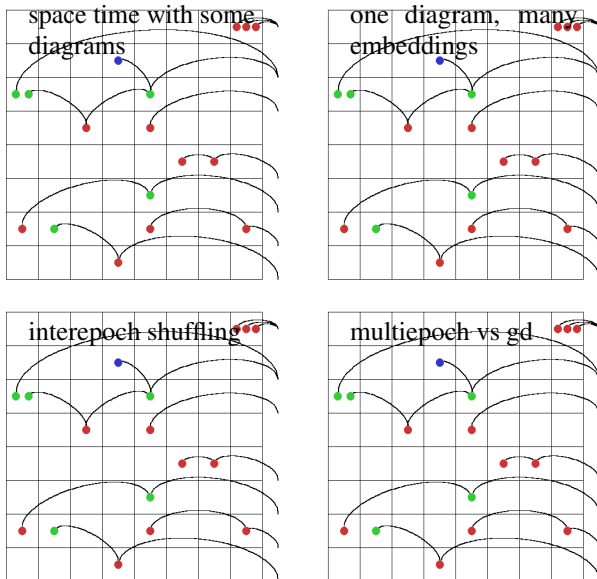 space time with some
diagrams
one diagram, many
embeddings
interepoch shuffling
multiepoch vs gd